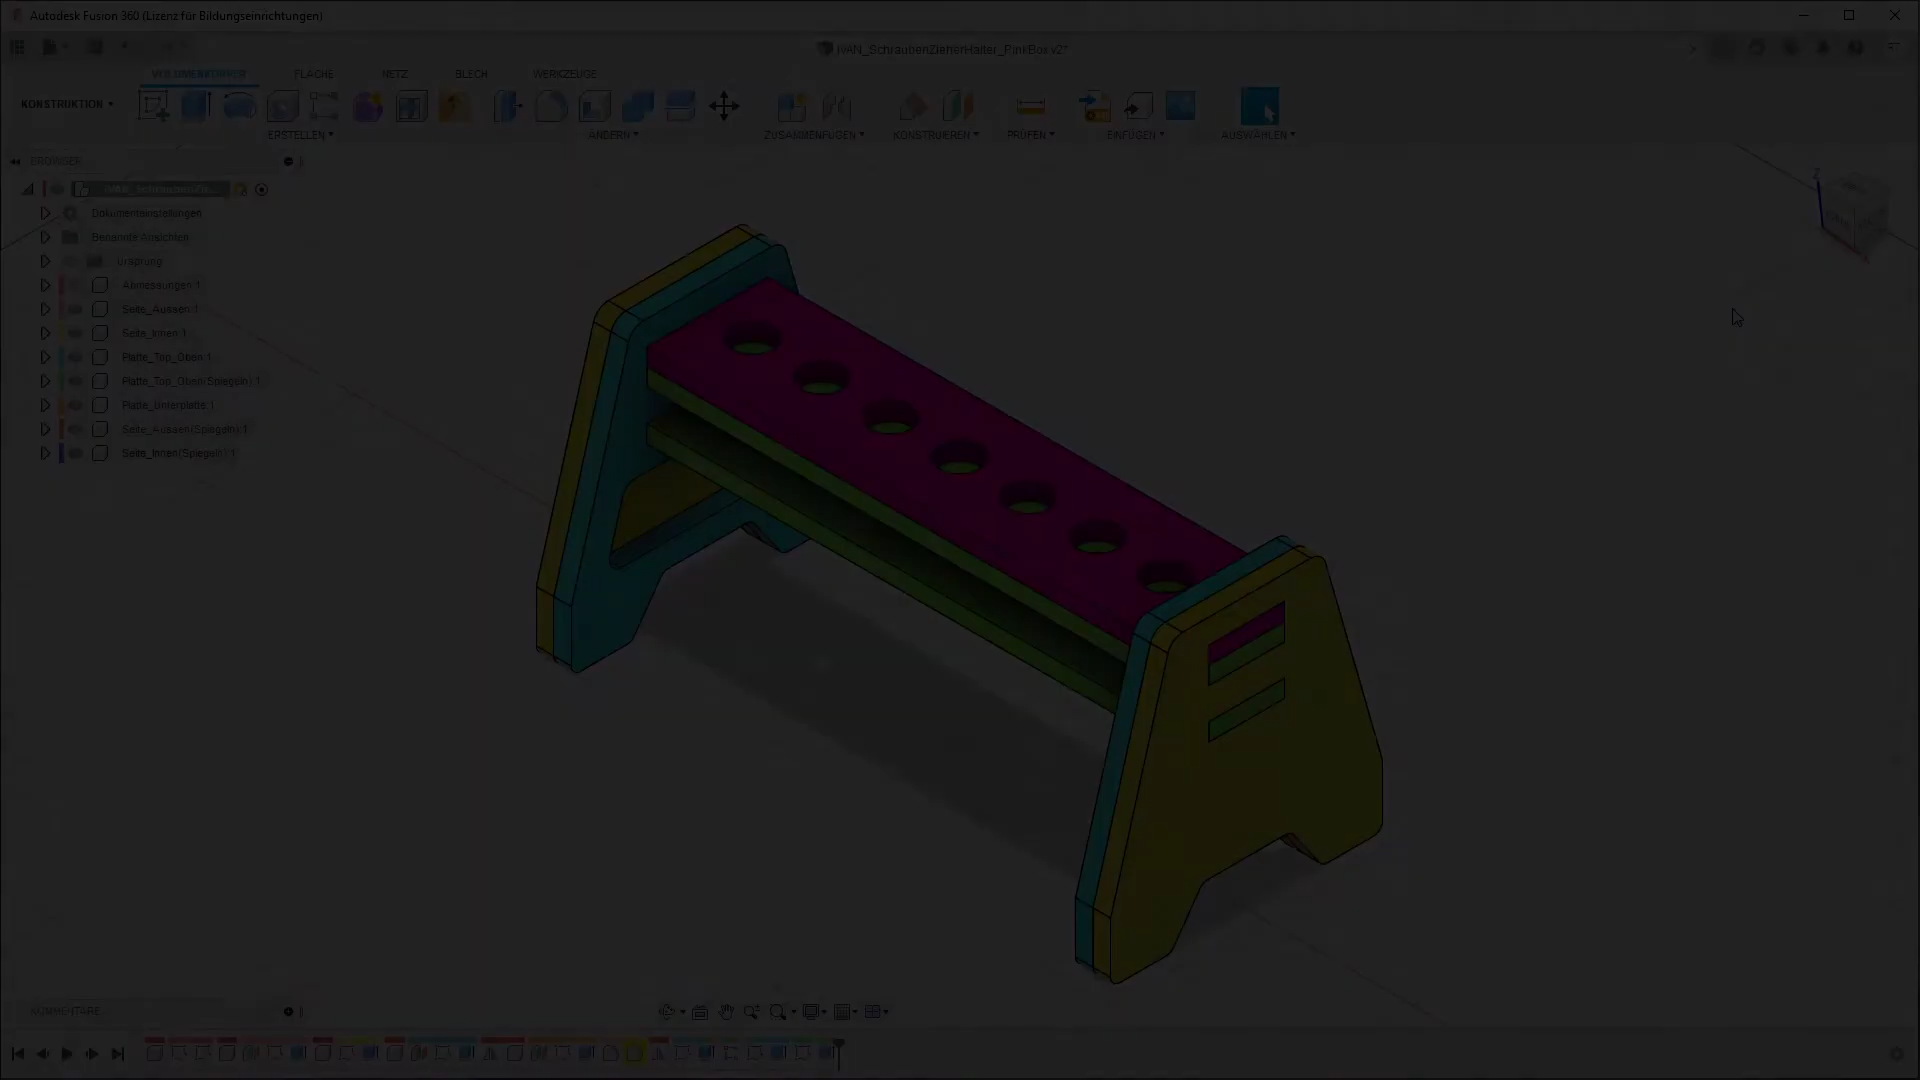 Autodesk Fusion 360 (Lizenz für Bildungseinrichtungen)
IVAN_SchraubenZieherHalter_PinkBox v2*
VOLUMENKÖRPER FLÄCHE NETZ BLECH WERKZEUGE
KONSTRUKTION
ERSTELLEN ÄNDERN ZUSAMMENFÜGEN KONSTRUIEREN PRÜFEN EINFÜGEN AUSWÄHLEN
BROWSER
Dokumenteinstellungen
Benannte Ansichten
Ursprung
Abmessungen:1
Seite_Aussen:1
Seite_Innen:1
Platte_Top_Oben:1
Platte_Top_Oben(Spiegeln):1
Platte_Unterplatte:1
Seite_Aussen(Spiegeln):1
Seite_Innen(Spiegeln):1
KOMMENTARE